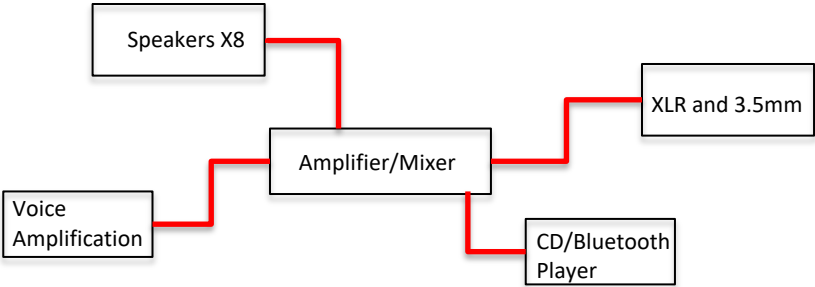 Speakers X8
XLR and 3.5mm
Amplifier/Mixer
Voice
Amplification
CD/Bluetooth
Player